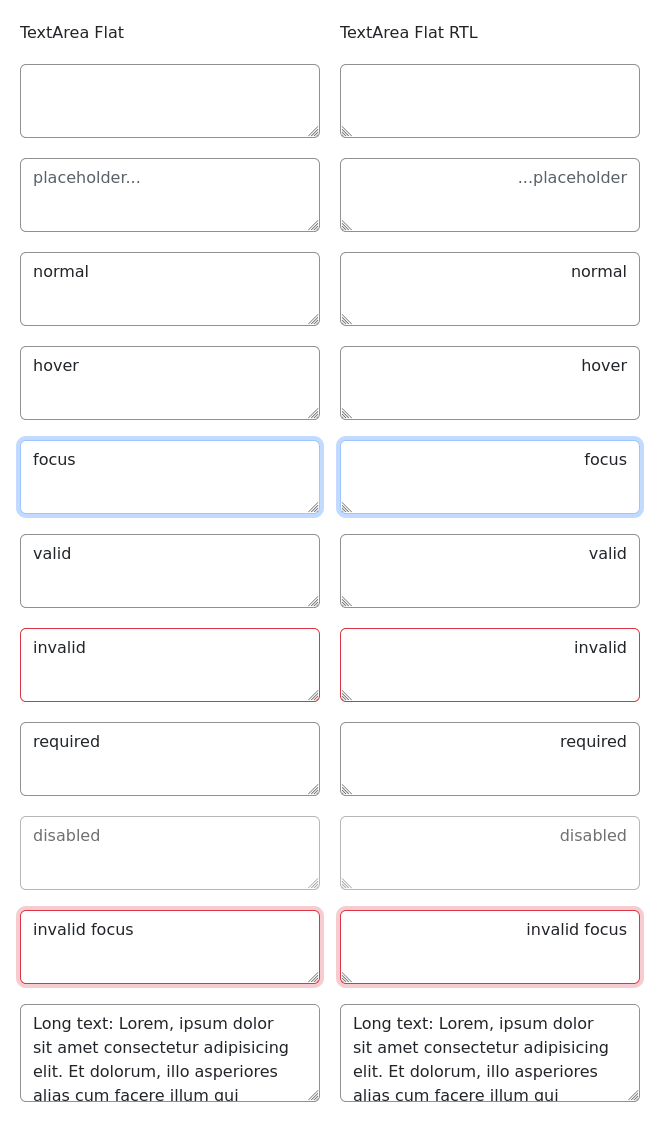 TextArea Flat
TextArea Flat RTL
placeholder...
...placeholder
normal
normal
hover
hover
focus
focus
valid
valid
invalid
invalid
required
required
disabled
disabled
invalid focus
invalid focus
Long text: Lorem, ipsum dolor
sit amet consectetur adipisicing
elit. Et dolorum, illo asperiores
alias cum facere illum qui
Long text: Lorem, ipsum dolor
sit amet consectetur adipisicing
elit. Et dolorum, illo asperiores
alias cum facere illum qui